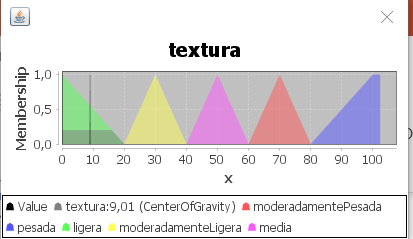 textura
Membership
1,0
0,5
0,0
0 10 20 30 40 50 60 70 80 90 100
x
Value textura:9,01 (CenterOfGravity) moderadamentePesada
pesada ligera moderadamenteLigera media